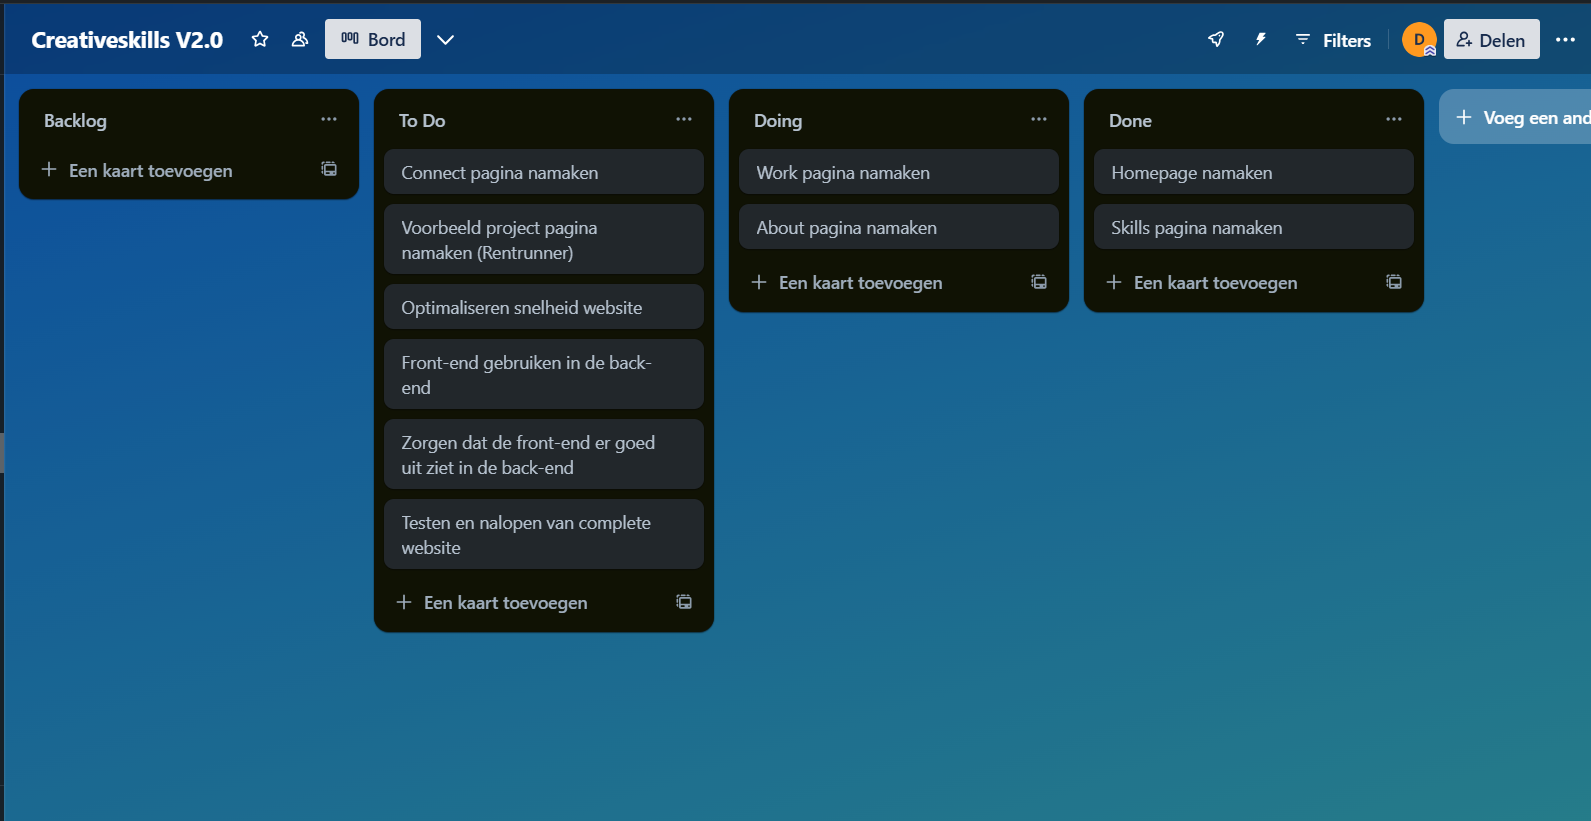 Creativeskills V2.0
Bord
Filters
D
Delen
Backlog
Een kaart toevoegen
To Do
Connect pagina namaken
Voorbeeld project pagina
namaken (Rentrunner)
Optimaliseren snelheid website
Front-end gebruiken in de back-
end
Zorgen dat de front-end er goed
uit ziet in de back-end
Testen en nalopen van complete
website
Een kaart toevoegen
Doing
Work pagina namaken
About pagina namaken
Een kaart toevoegen
Done
Homepage namaken
Skills pagina namaken
Een kaart toevoegen
Voeg een and